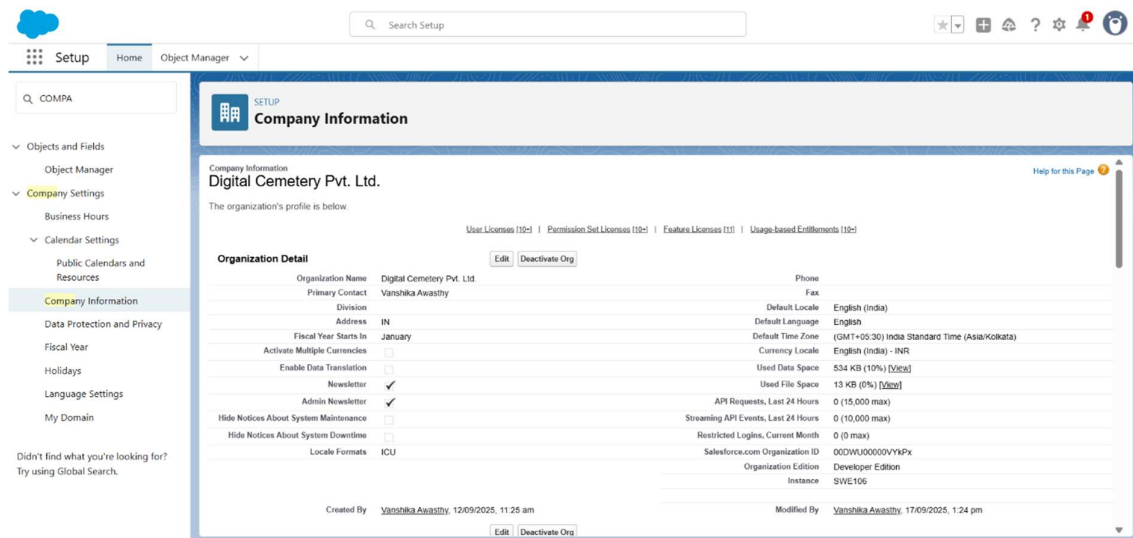 Search Setup
1
Setup
Home
Object Manager
COMPA
Objects and Fields
Object Manager
Company Settings
Business Hours
Calendar Settings
Public Calendars and
Resources
Company Information
Data Protection and Privacy
Fiscal Year
Holidays
Language Settings
My Domain
Didn't find what you're looking for?
Try using Global Search.
SETUP
Company Information
Company Information
Digital Cemetery Pvt. Ltd.
Help for this Page
The organization's profile is below.
User Licenses [10+] | Permission Set Licenses [10+] | Feature Licenses [11] | Usage-based Entitlements [10+]
Organization Detail Edit Deactivate Org
Organization Name Digital Cemetery Pvt. Ltd. Phone
Primary Contact Vanshika Awasthy Fax
Division Default Locale English (India)
Address IN Default Language English
Fiscal Year Starts In January Default Time Zone (GMT+05:30) India Standard Time (Asia/Kolkata)
Activate Multiple Currencies Currency Locale English (India) - INR
Enable Data Translation Used Data Space 534 KB (10%) [View]
Newsletter Used File Space 13 KB (0%) [View]
Admin Newsletter API Requests, Last 24 Hours 0 (15,000 max)
Hide Notices About System Maintenance Streaming API Events, Last 24 Hours 0 (10,000 max)
Hide Notices About System Downtime Restricted Logins, Current Month 0 (0 max)
Locale Formats ICU Salesforce.com Organization ID 00DWU00000VYkPx
Organization Edition Developer Edition
Instance SWE106
Created By Vanshika Awasthy, 12/09/2025, 11:25 am Modified By Vanshika Awasthy, 17/09/2025, 1:24 pm
Edit Deactivate Org